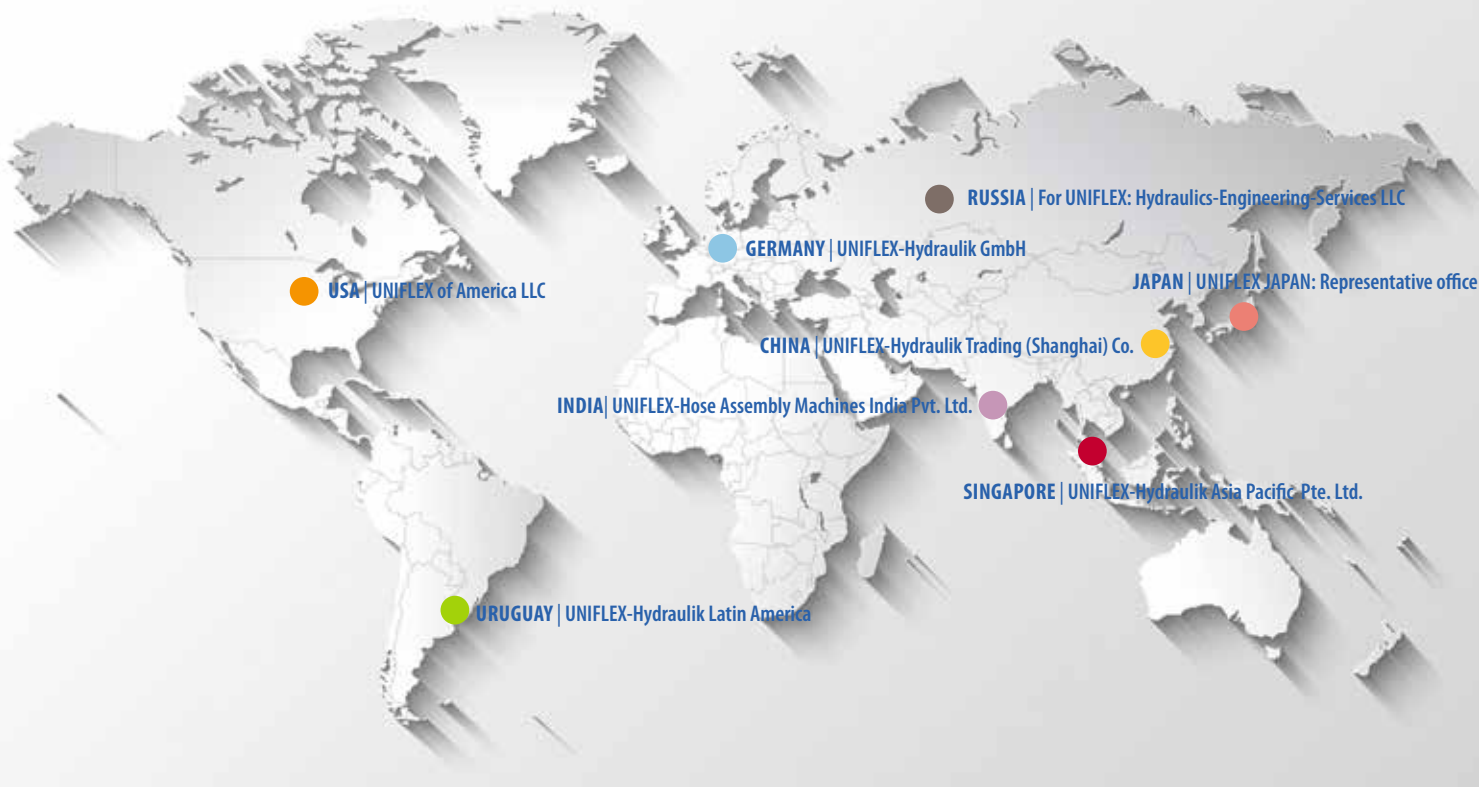 RUSSIA | For UNIFLEX: Hydraulics-Engineering-Services LLC
GERMANY | UNIFLEX-Hydraulik GmbH
JAPAN | UNIFLEX JAPAN: Representative office
USA | UNIFLEX of America LLC
CHINA | UNIFLEX-Hydraulik Trading (Shanghai) Co.
INDIA| UNIFLEX-Hose Assembly Machines India Pvt. Ltd.
SINGAPORE | UNIFLEX-Hydraulik Asia Pacific Pte. Ltd.
URUGUAY | UNIFLEX-Hydraulik Latin America